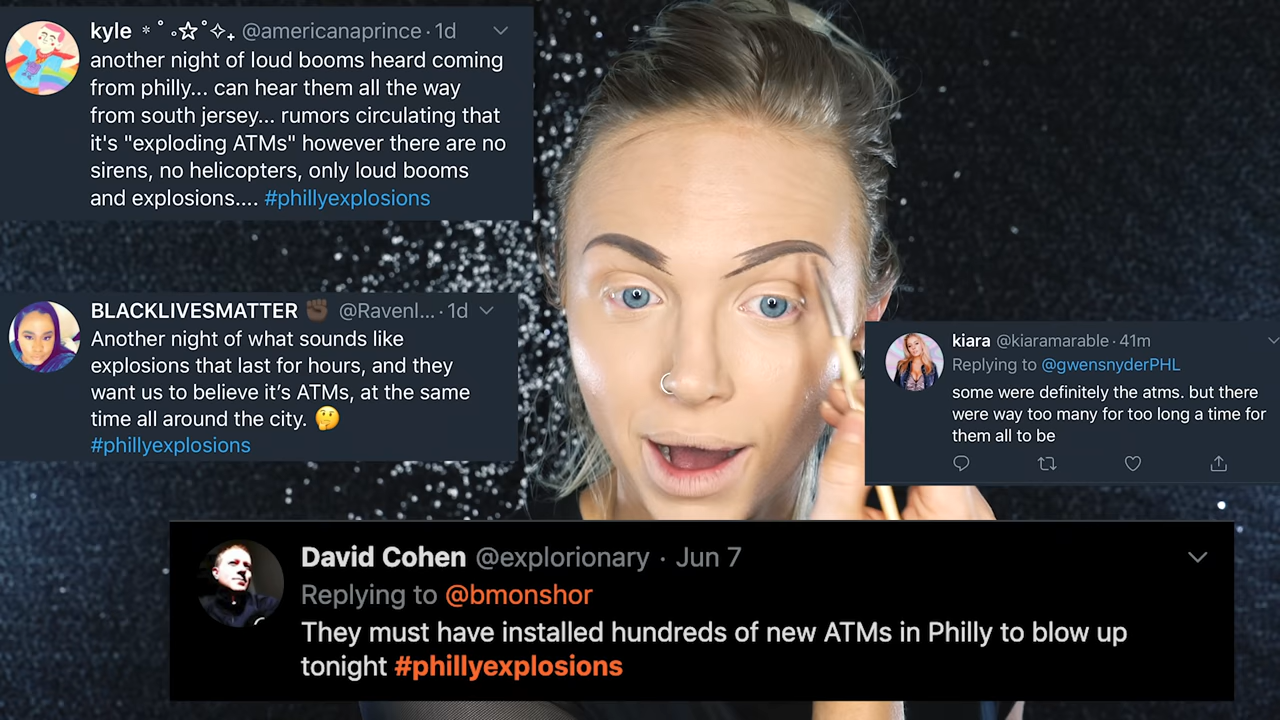 kyle @americanaprince · 1d
another night of loud booms heard coming
from philly... can hear them all the way
from south jersey... rumors circulating that
it's "exploding ATMs" however there are no
sirens, no helicopters, only loud booms
and explosions.... #phillyexplosions
BLACKLIVESMATTER ✊🏾 @Ravenl... · 1d
Another night of what sounds like
explosions that last for hours, and they
want us to believe it’s ATMs, at the same
time all around the city. 🤔
#phillyexplosions
kiara @kiaramarable · 41m
Replying to @gwensnyderPHL
some were definitely the atms. but there
were way too many for too long a time for
them all to be
David Cohen @explorionary · Jun 7
Replying to @bmonshor
They must have installed hundreds of new ATMs in Philly to blow up
tonight #phillyexplosions